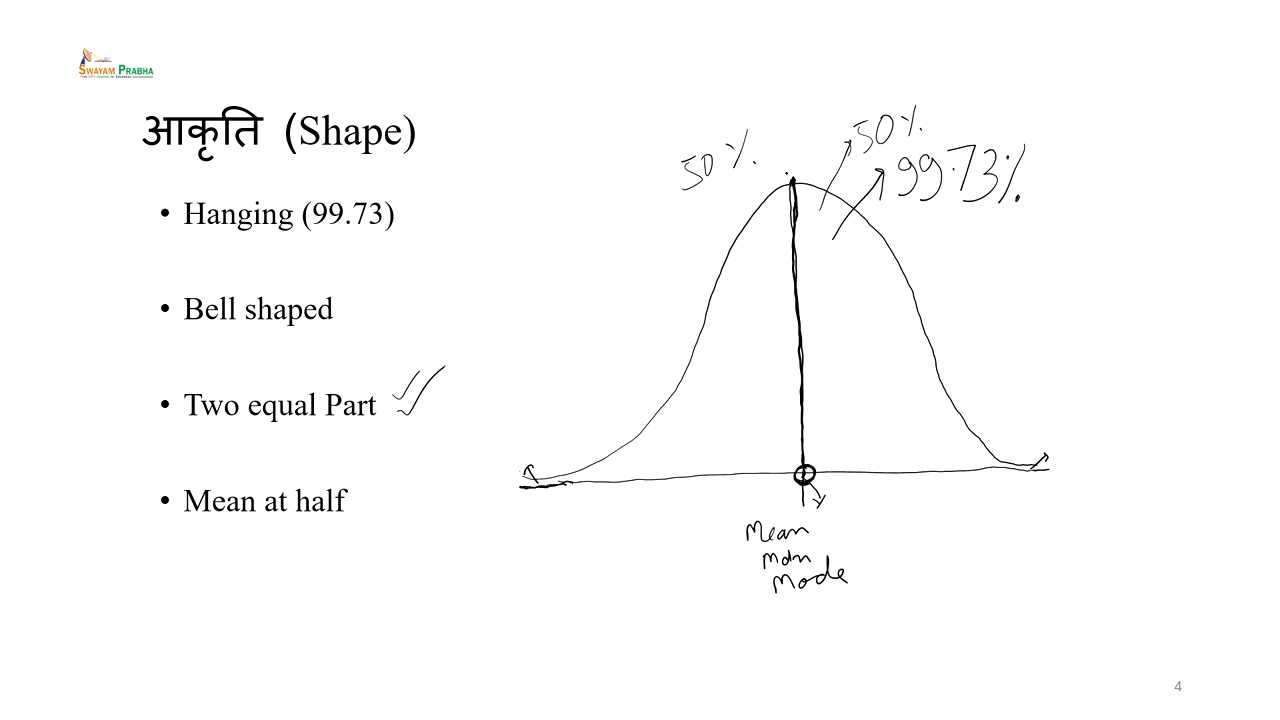 SWAYAM PRABHA
आकृति (Shape)
• Hanging (99.73)
• Bell shaped
• Two equal Part
• Mean at half
50%
50%
99.73%
Mean
mdn
mode
4